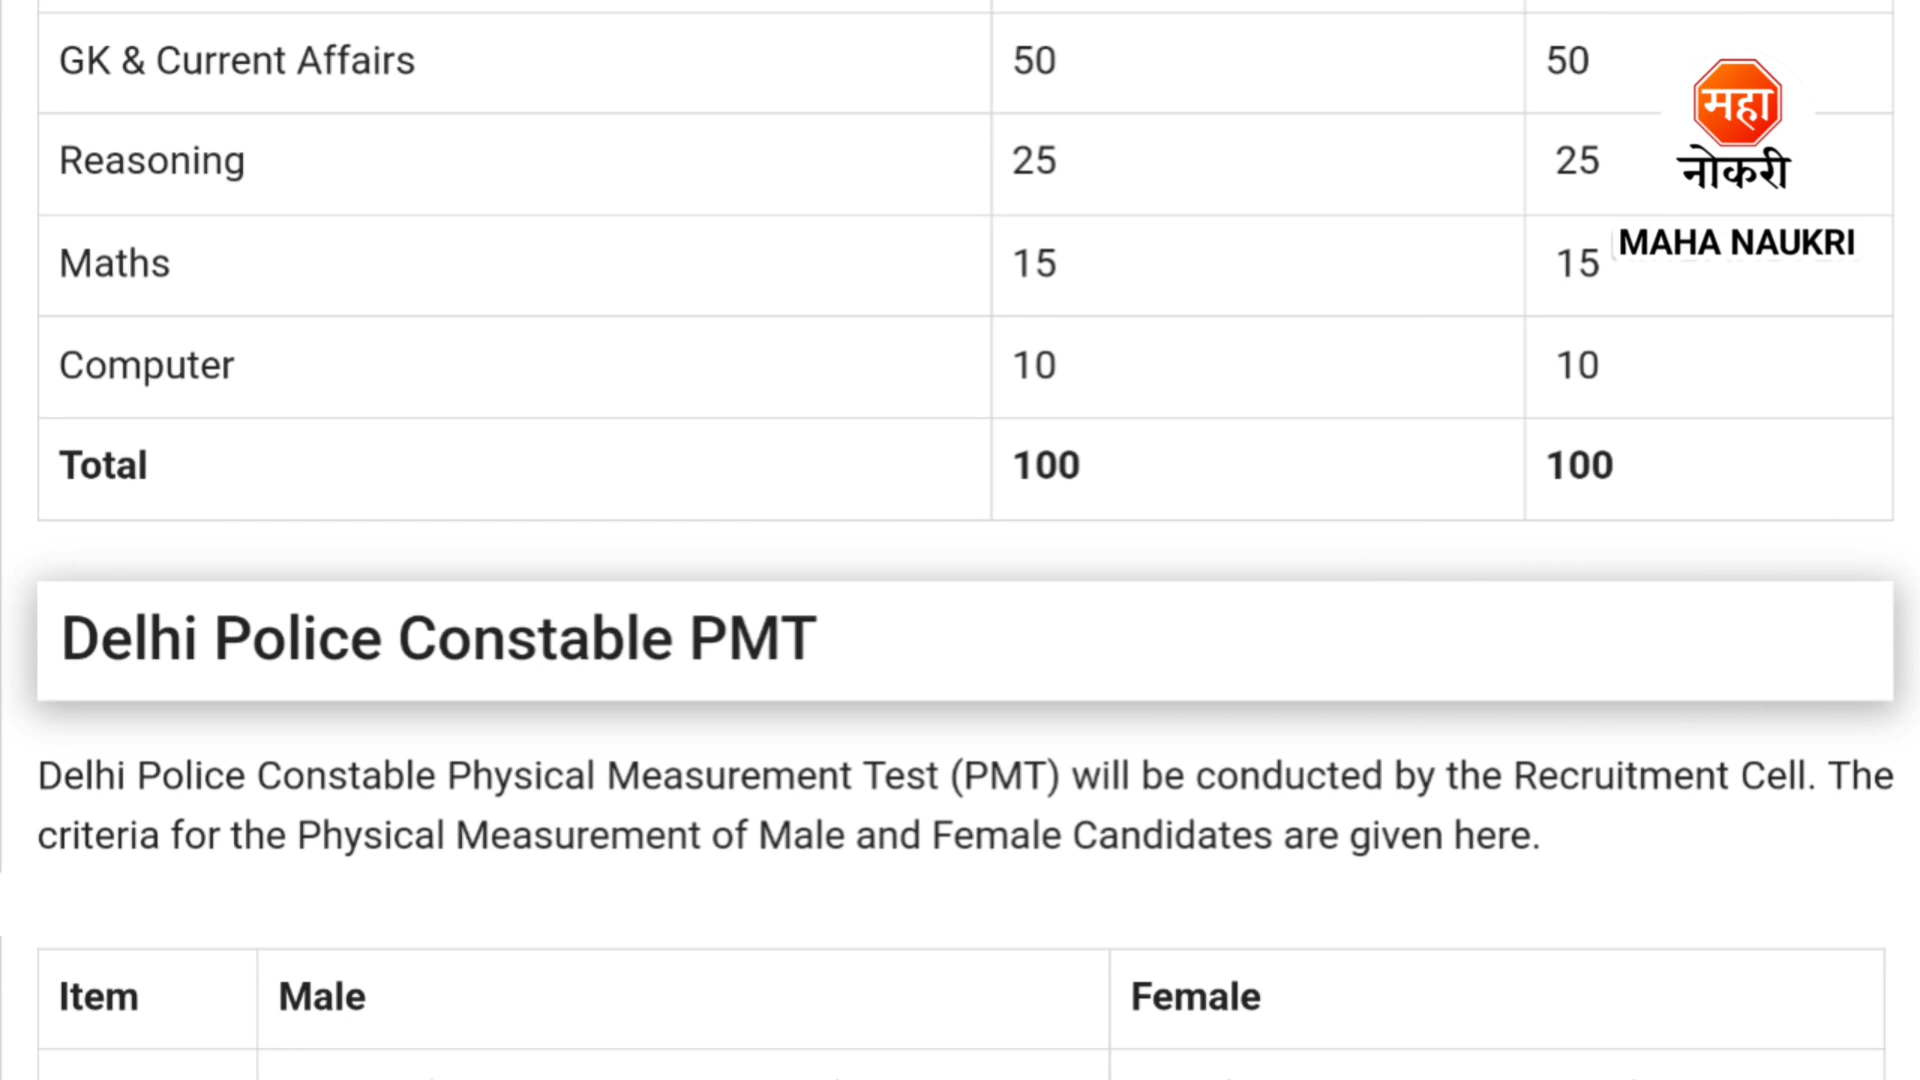 GK & Current Affairs 50 50
महा
Reasoning 25 25
नोकरी
Maths 15 15
MAHA NAUKRI
Computer 10 10
Total 100 100
Delhi Police Constable PMT
Delhi Police Constable Physical Measurement Test (PMT) will be conducted by the Recruitment Cell. The
criteria for the Physical Measurement of Male and Female Candidates are given here.
Item Male Female